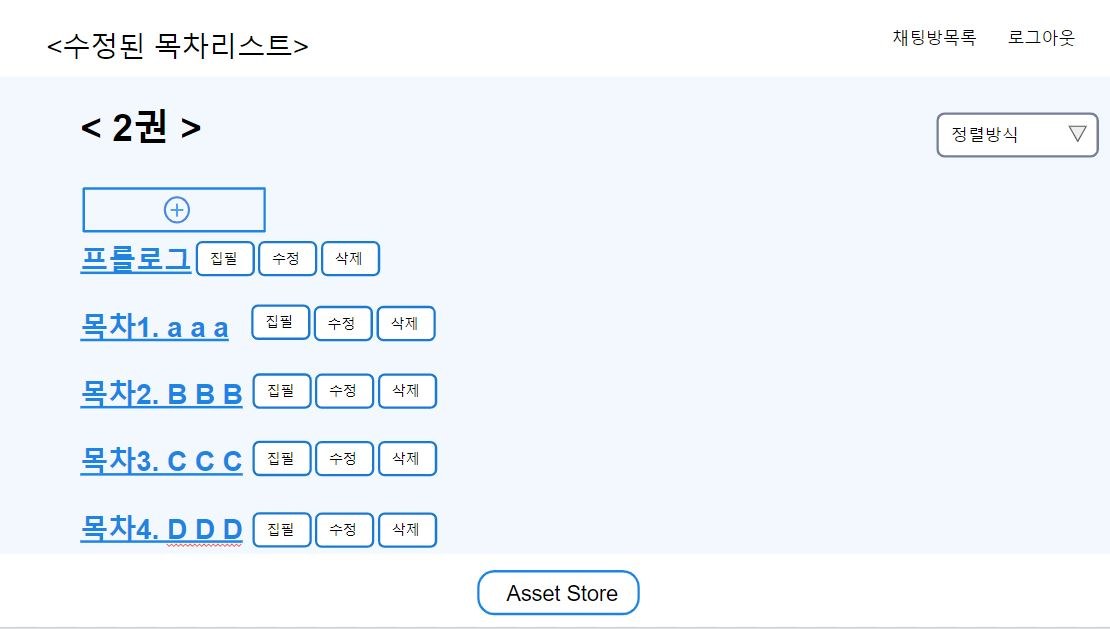 <수정된 목차리스트>
채팅방목록 로그아웃
< 2권 >
정렬방식
프롤로그 집필 수정 삭제
목차1. a a a 집필 수정 삭제
목차2. B B B 집필 수정 삭제
목차3. C C C 집필 수정 삭제
목차4. D D D 집필 수정 삭제
Asset Store